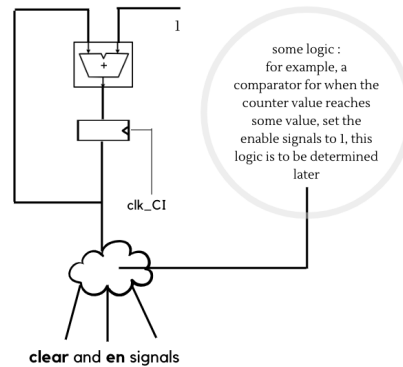 1
some logic :
for example, a
comparator for when the
counter value reaches
some value, set the
enable signals to 1, this
logic is to be determined
later
+
clk_CI
clear and en signals